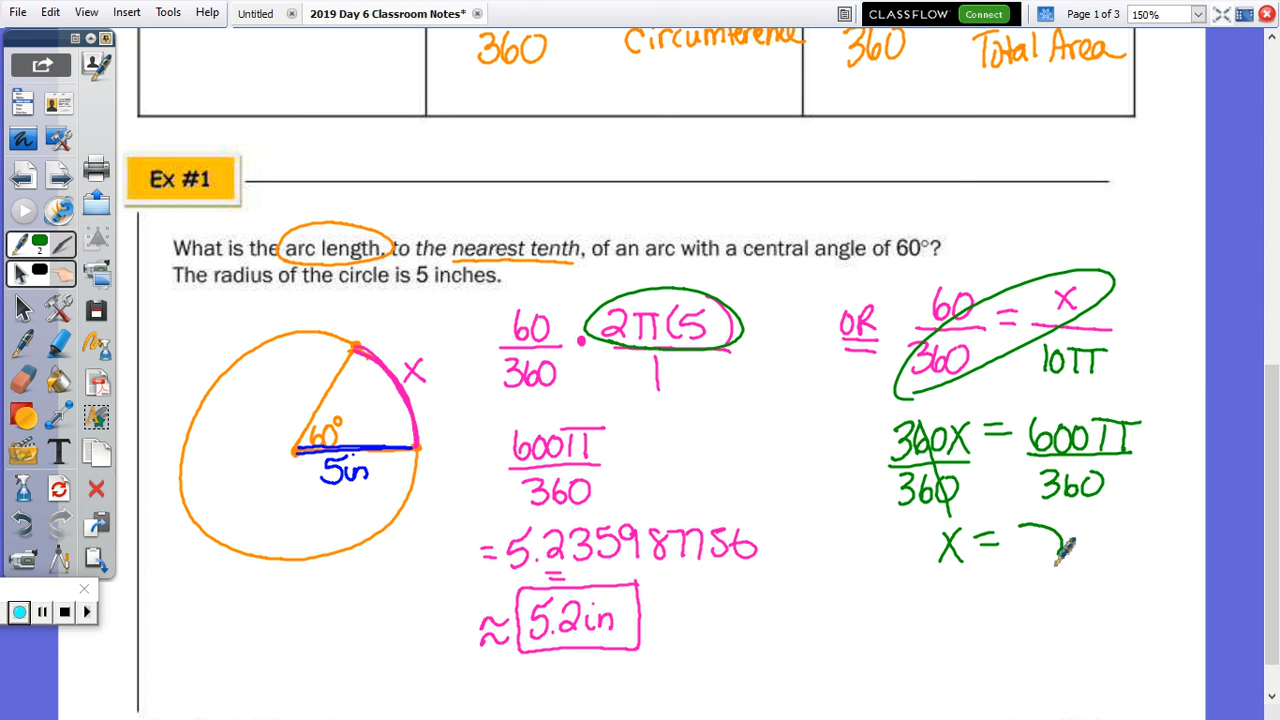 File Edit View Insert Tools Help
Untitled
2019 Day 6 Classroom Notes*
CLASSFLOW Connect
Page 1 of 3
150%
360 Circumference
360 Total Area
Ex #1
What is the arc length, to the nearest tenth, of an arc with a central angle of 60°?
The radius of the circle is 5 inches.
x
60°
5in
60/360 · 2π(5)/1
600π/360
= 5.235987756
≈ 5.2in
OR
60/360 = x/10π
360x/360 = 600π/360
x =
2
T